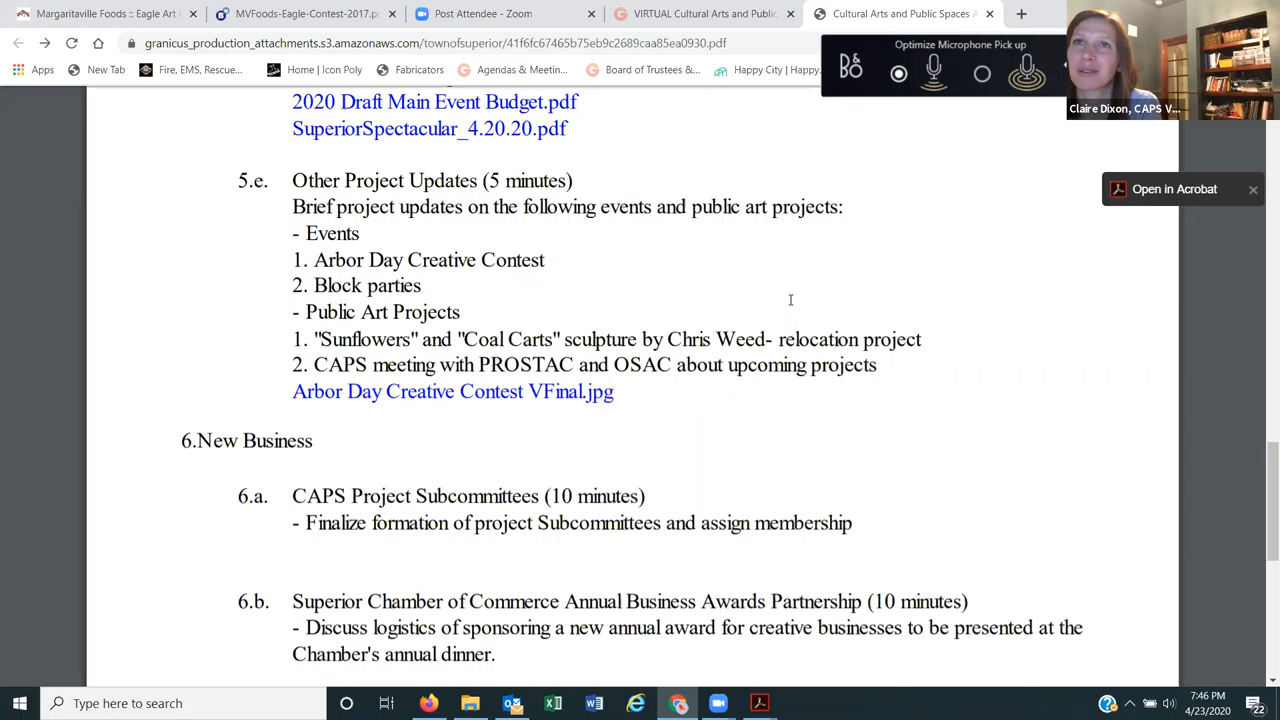 Margaritaville Foods :: Eagle Art C
MVFoods-Eagle-Contest-2017.p
Post Attendee - Zoom
VIRTUAL Cultural Arts and Public
Cultural Arts and Public Spaces A
granicus_production_attachments.s3.amazonaws.com/townofsuperior/41f6fc67465b75eb9c2689caa85ea0930.pdf
Apps
New Tab
Fire, EMS, Rescue...
Home | Icon Poly
Fabricators
Agendas & Meetin...
Board of Trustees &...
Happy City | Happy...
Optimize Microphone Pick up
B&O
Claire Dixon, CAPS V...
Open in Acrobat
2020 Draft Main Event Budget.pdf
SuperiorSpectacular_4.20.20.pdf
5.e. Other Project Updates (5 minutes)
Brief project updates on the following events and public art projects:
- Events
1. Arbor Day Creative Contest
2. Block parties
- Public Art Projects
1. "Sunflowers" and "Coal Carts" sculpture by Chris Weed- relocation project
2. CAPS meeting with PROSTAC and OSAC about upcoming projects
Arbor Day Creative Contest VFinal.jpg
6.New Business
6.a. CAPS Project Subcommittees (10 minutes)
- Finalize formation of project Subcommittees and assign membership
6.b. Superior Chamber of Commerce Annual Business Awards Partnership (10 minutes)
- Discuss logistics of sponsoring a new annual award for creative businesses to be presented at the
Chamber's annual dinner.
Type here to search
7:46 PM
4/23/2020
22